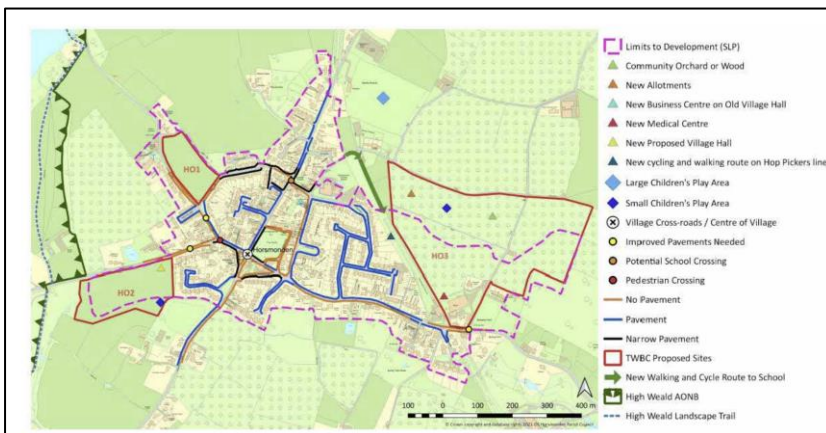 HO1
Horsmonden
HO2
HO3
100 0 100 200 300 400 m
Limits to Development (SLP)
Community Orchard or Wood
New Allotments
New Business Centre on Old Village Hall
New Medical Centre
New Proposed Village Hall
New cycling and walking route on Hop Pickers line
Large Children's Play Area
Small Children's Play Area
Village Cross-roads / Centre of Village
Improved Pavements Needed
Potential School Crossing
Pedestrian Crossing
No Pavement
Pavement
Narrow Pavement
TWBC Proposed Sites
New Walking and Cycle Route to School
High Weald AONB
High Weald Landscape Trail